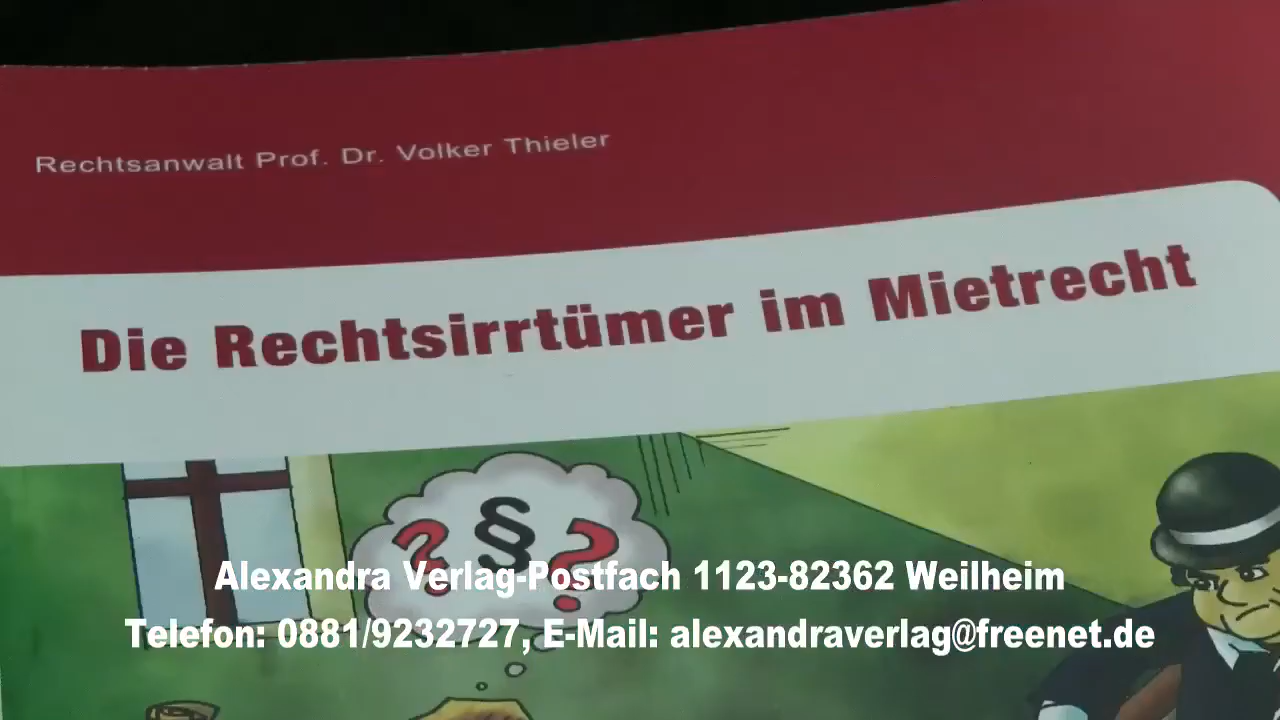 Rechtsanwalt Prof. Dr. Volker Thieler
Die Rechtsirrtümer im Mietrecht
? § ?
Alexandra Verlag-Postfach 1123-82362 Weilheim
Telefon: 0881/9232727, E-Mail: alexandraverlag@freenet.de